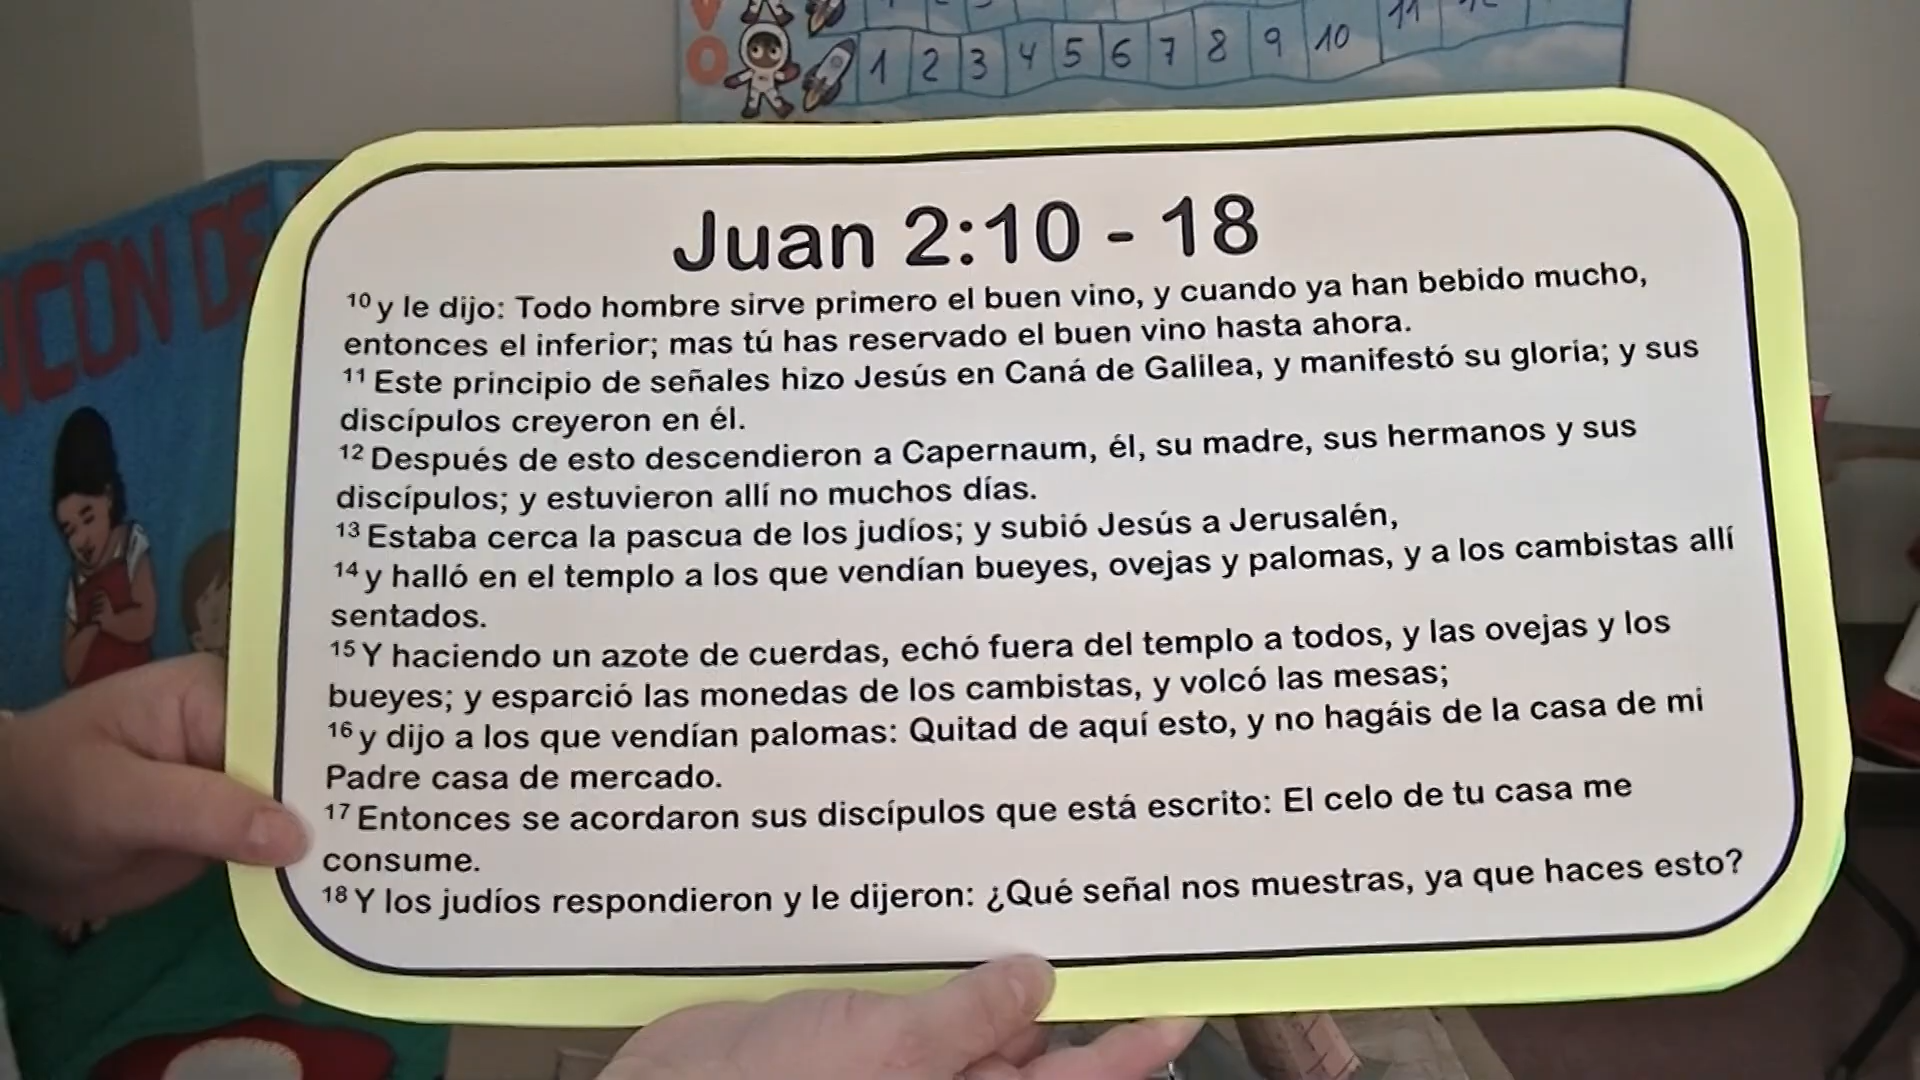 VO
1 2 3 4 5 6 7 8 9 10 11
NCON DE
Juan 2:10 - 18
10 y le dijo: Todo hombre sirve primero el buen vino, y cuando ya han bebido mucho,
entonces el inferior; mas tú has reservado el buen vino hasta ahora.
11 Este principio de señales hizo Jesús en Caná de Galilea, y manifestó su gloria; y sus
discípulos creyeron en él.
12 Después de esto descendieron a Capernaum, él, su madre, sus hermanos y sus
discípulos; y estuvieron allí no muchos días.
13 Estaba cerca la pascua de los judíos; y subió Jesús a Jerusalén,
14 y halló en el templo a los que vendían bueyes, ovejas y palomas, y a los cambistas allí
sentados.
15 Y haciendo un azote de cuerdas, echó fuera del templo a todos, y las ovejas y los
bueyes; y esparció las monedas de los cambistas, y volcó las mesas;
16 y dijo a los que vendían palomas: Quitad de aquí esto, y no hagáis de la casa de mi
Padre casa de mercado.
17 Entonces se acordaron sus discípulos que está escrito: El celo de tu casa me
consume.
18 Y los judíos respondieron y le dijeron: ¿Qué señal nos muestras, ya que haces esto?